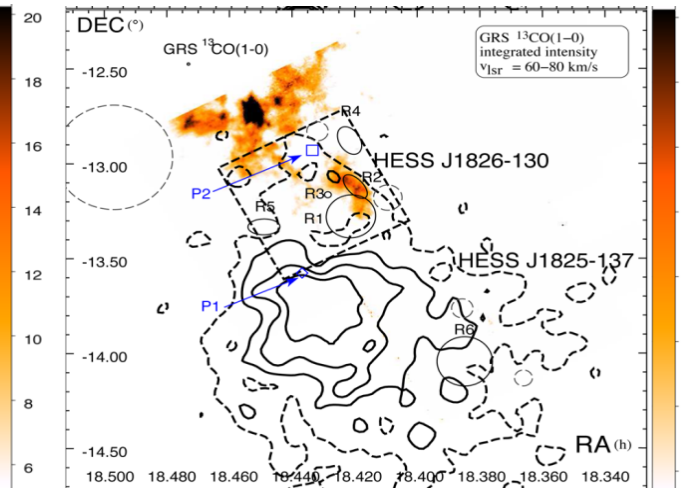 20
18
16
14
12
10
8
6
DEC (°)
GRS ¹³CO(1-0)
GRS ¹³CO(1−0)
integrated intensity
v_lsr = 60−80 km/s
-12.50
-13.00
-13.50
-14.00
-14.50
R4
HESS J1826-130
R2
P2
R3
R5
R1
HESS J1825-137
P1
R6
RA (h)
18.500 18.480 18.460 18.440 18.420 18.400 18.380 18.360 18.340